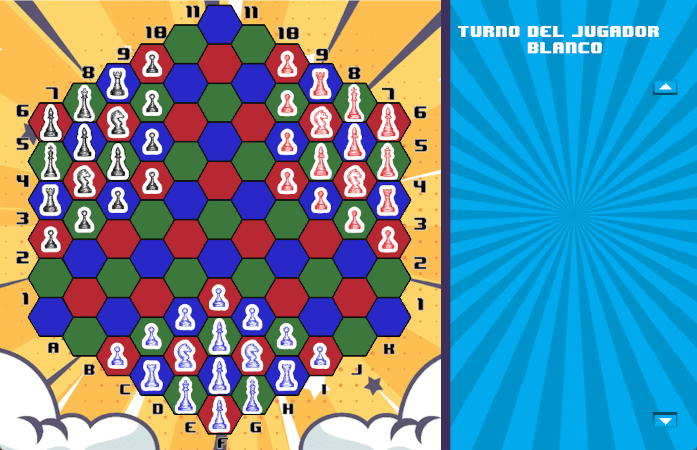 TURNO DEL JUGADOR
BLANCO
11 11
10 10
9 9
8 8
7 7
6 6
5 5
4 4
3 3
2 2
1 1
A K
B J
C I
D H
E G
F